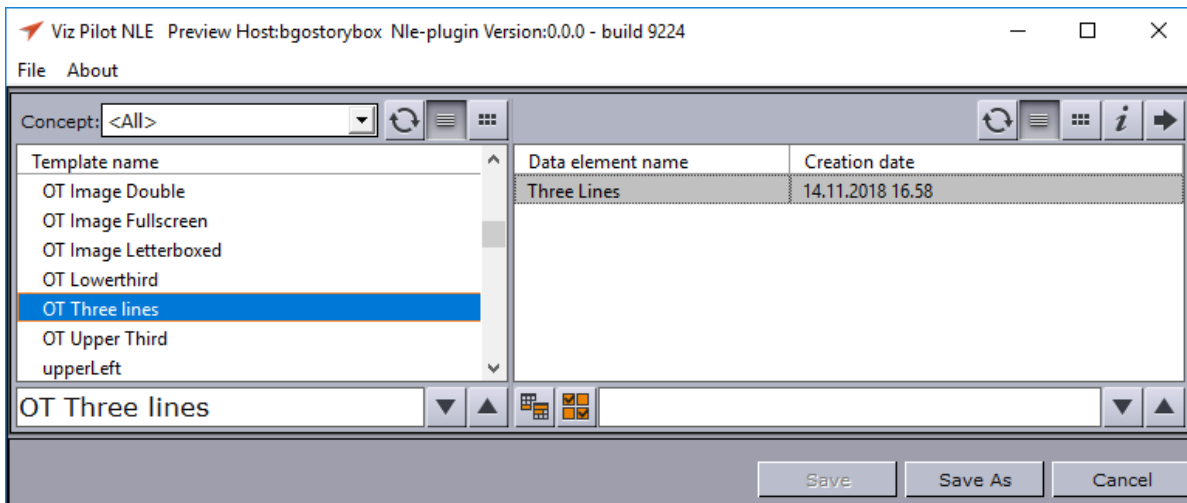 Viz Pilot NLE Preview Host:bgostorybox Nle-plugin Version:0.0.0 - build 9224
File About
Concept: <All>
i
Template name
OT Image Double
OT Image Fullscreen
OT Image Letterboxed
OT Lowerthird
OT Three lines
OT Upper Third
upperLeft
OT Three lines
Data element name Creation date
Three Lines 14.11.2018 16.58
Save Save As Cancel